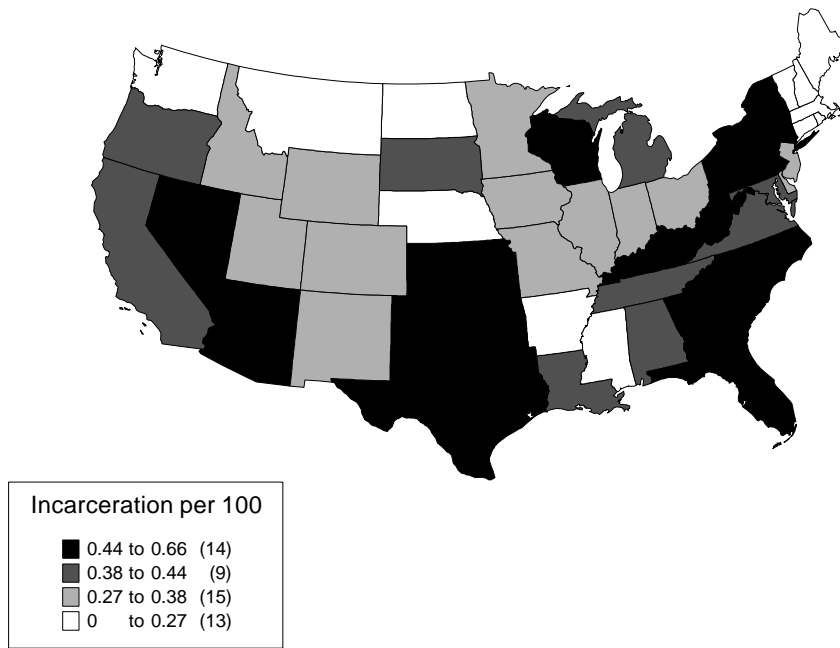 Incarceration per 100
0.44 to 0.66 (14)
0.38 to 0.44 (9)
0.27 to 0.38 (15)
0 to 0.27 (13)